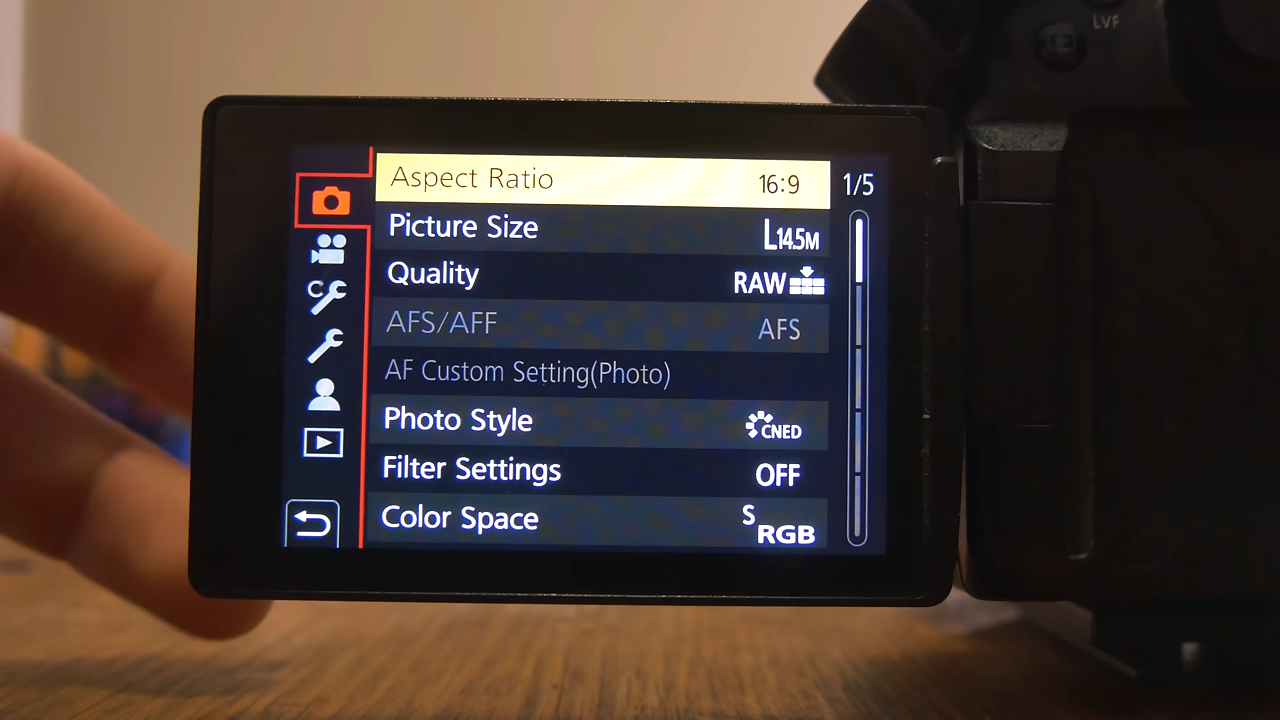 LVF
Aspect Ratio 16:9 1/5
Picture Size L14.5M
Quality RAW
AFS/AFF AFS
AF Custom Setting(Photo)
Photo Style CNED
Filter Settings OFF
Color Space sRGB
C